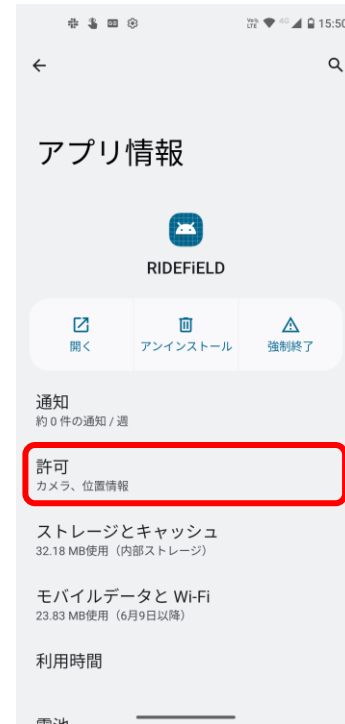 4G 15:50
アプリ情報
RIDEFiELD
開く
アンインストール
強制終了
通知
約 0 件の通知 / 週
許可
カメラ、位置情報
ストレージとキャッシュ
32.18 MB使用（内部ストレージ）
モバイルデータと Wi-Fi
23.83 MB使用（6月9日以降）
利用時間